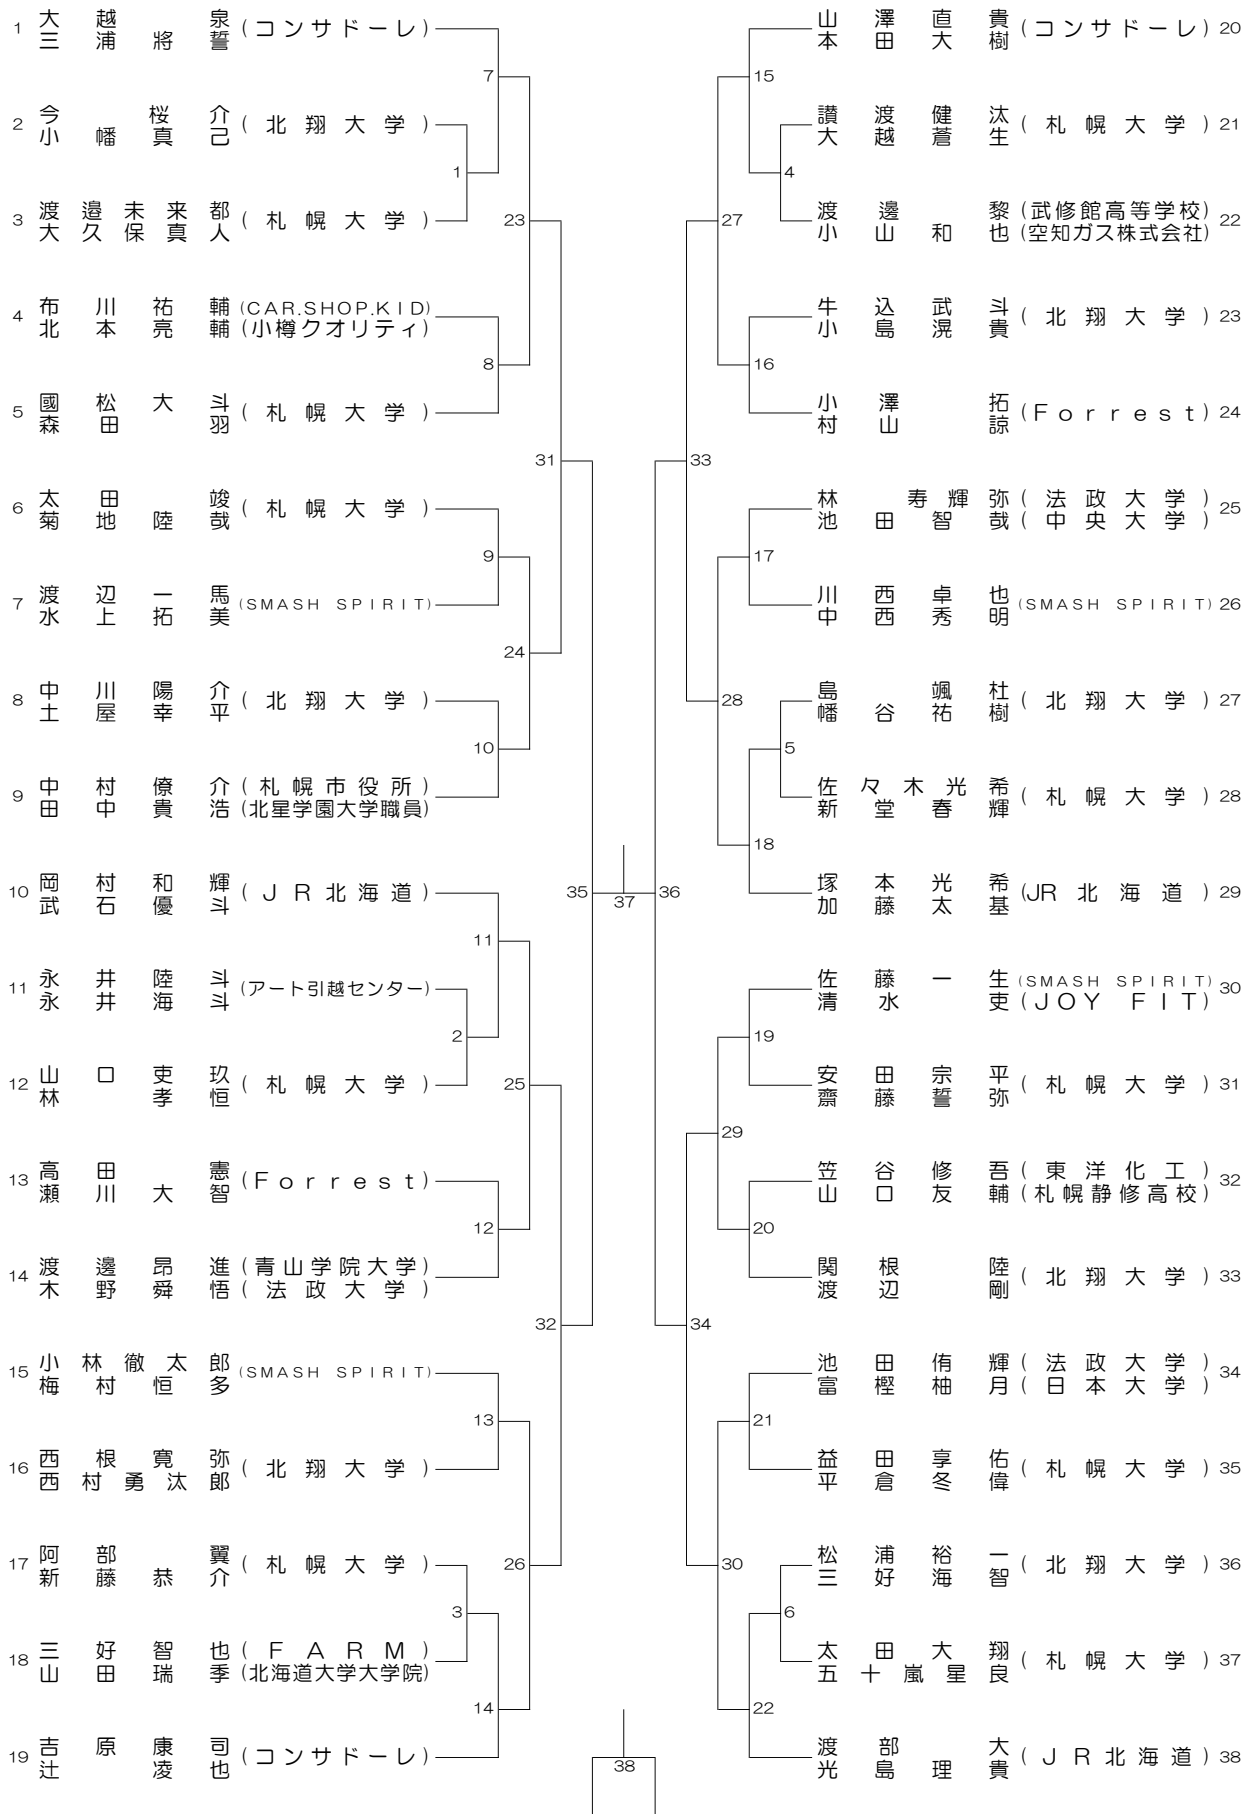 1 大越 泉 (コンサドーレ)
三浦將誓
2 今 桜介 (北翔大学)
小幡真己
3 渡邉未来都 (札幌大学)
大久保真人
4 布川祐輔 (CAR.SHOP.KID)
北本亮輔 (小樽クオリティ)
5 國松大斗 (札幌大学)
森田 羽
6 太田 竣 (札幌大学)
菊地陸哉
7 渡辺一馬 (SMASH SPIRIT)
水上拓美
8 中川陽介 (北翔大学)
土屋幸平
9 中村僚介 (札幌市役所)
田中貴浩 (北星学園大学職員)
10 岡村和輝 (JR北海道)
武石優斗
11 永井陸斗 (アート引越センター)
永井海斗
12 山口吏玖 (札幌大学)
林 孝恒
13 高田 憲 (Forrest)
瀬川大智
14 渡邊昂進 (青山学院大学)
木野舜悟 (法政大学)
15 小林徹太郎 (SMASH SPIRIT)
梅村恒多
16 西根寛弥 (北翔大学)
西村勇汰郎
17 阿部 翼 (札幌大学)
新藤恭介
18 三好智也 (FARM)
山田瑞季 (北海道大学大学院)
19 吉原康司 (コンサドーレ)
辻 凌也
7
1
23
8
31
9
24
10
35
11
2
25
12
32
13
26
3
14
37
38
15
4
27
16
33
17
28
5
18
36
19
29
20
34
21
30
6
22
山澤直貴 (コンサドーレ) 20
本田大樹
讃渡健汰 (札幌大学) 21
大越蒼生
渡邊 黎 (武修館高等学校) 22
小山和也 (空知ガス株式会社)
牛込武斗 (北翔大学) 23
小島滉貴
小澤 拓 (Forrest) 24
村山 諒
林 寿輝弥 (法政大学) 25
池田智哉 (中央大学)
川西卓也 (SMASH SPIRIT) 26
中西秀明
島 颯杜 (北翔大学) 27
幡谷祐樹
佐々木光希 (札幌大学) 28
新堂春輝
塚本光希 (JR北海道) 29
加藤太基
佐藤一生 (SMASH SPIRIT) 30
清水 吏 (JOY FIT)
安田宗平 (札幌大学) 31
齋藤誓弥
笠谷修吾 (東洋化工) 32
山口友輔 (札幌静修高校)
関根 陸 (北翔大学) 33
渡辺 剛
池田侑輝 (法政大学) 34
富樫柚月 (日本大学)
益田享佑 (札幌大学) 35
平倉冬偉
松浦裕一 (北翔大学) 36
三好海智
太田大翔 (札幌大学) 37
五十嵐星良
渡部 大 (JR北海道) 38
光島理貴